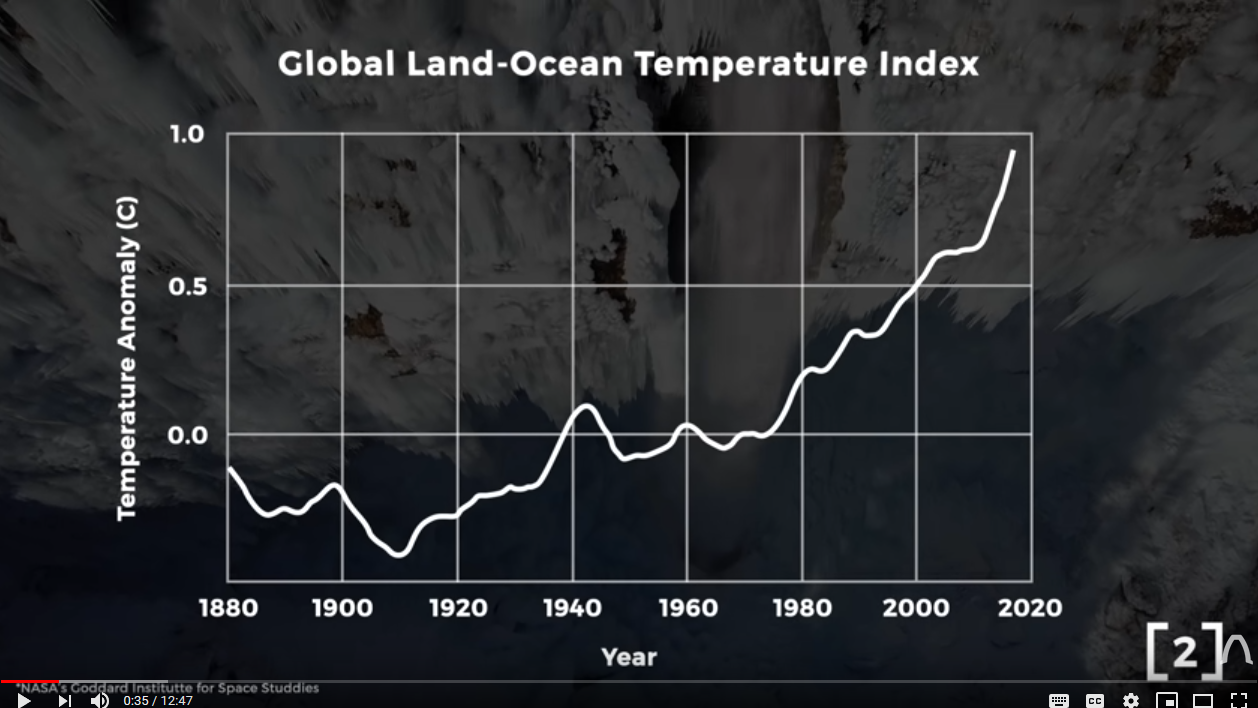 Global Land-Ocean Temperature Index
1.0
0.5
0.0
Temperature Anomaly (C)
1880 1900 1920 1940 1960 1980 2000 2020
Year
[2]
*NASA's Goddard Institutte for Space Studdies
0:35 / 12:47
CC